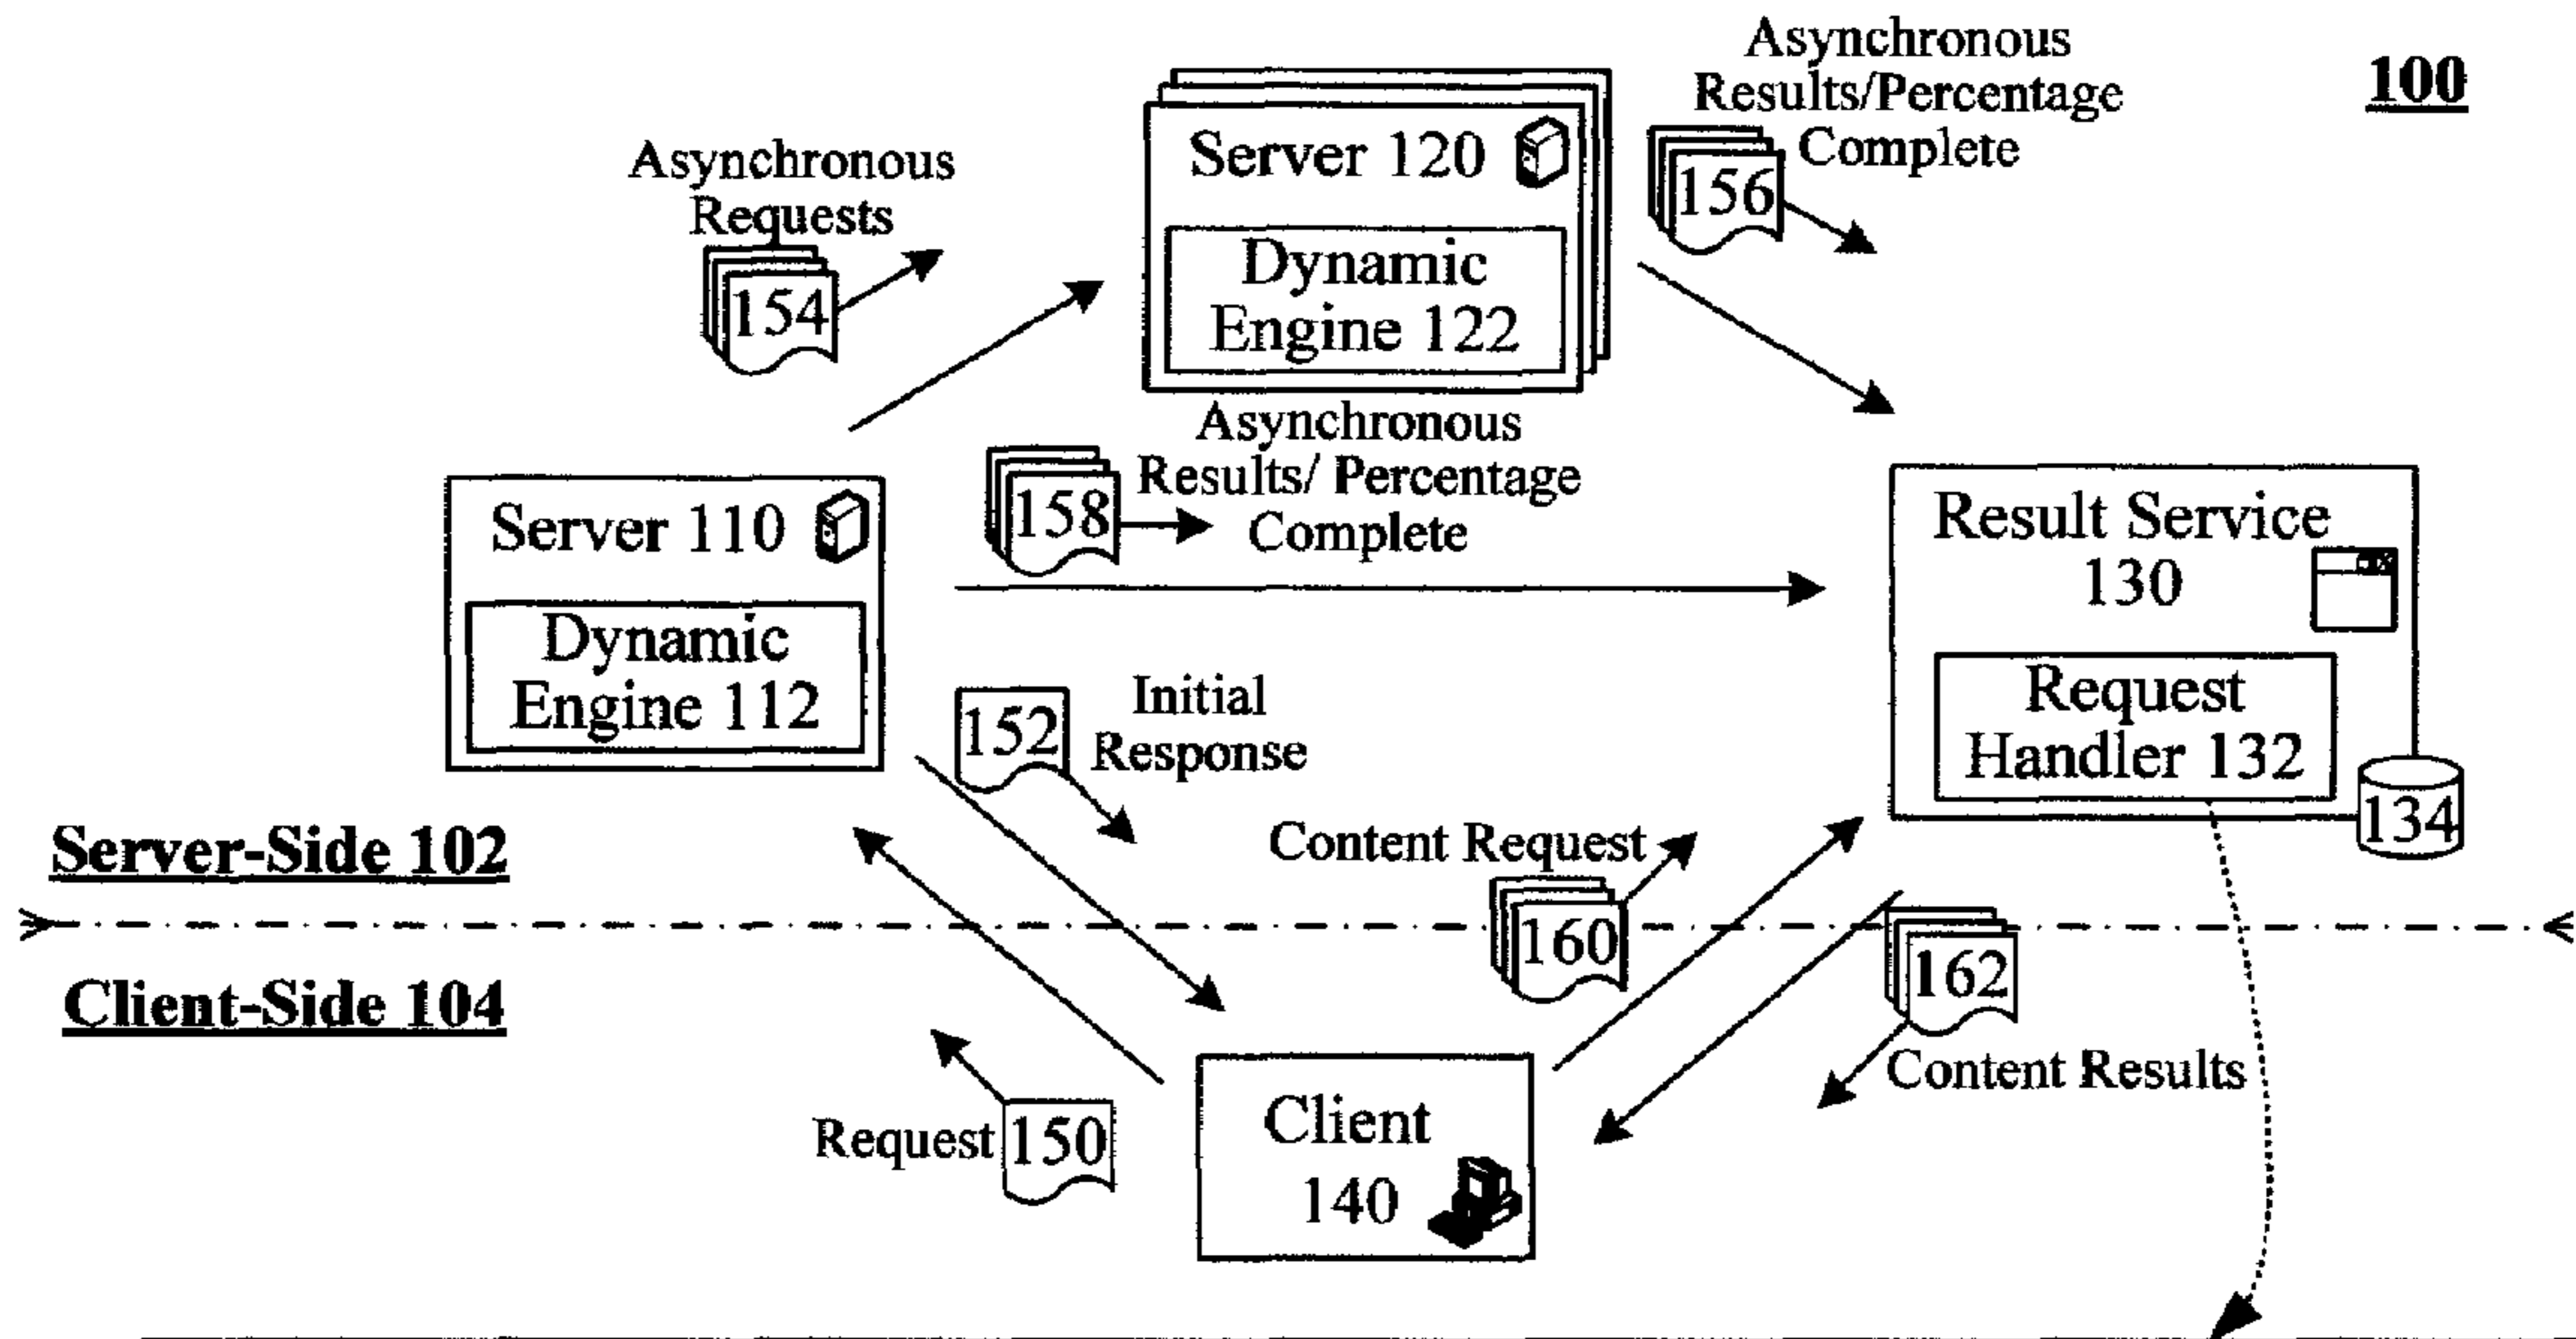 100
Asynchronous
Requests
154
Server 120
Dynamic
Engine 122
Asynchronous
Results/Percentage
Complete
156
Server 110
Dynamic
Engine 112
Asynchronous
Results/ Percentage
Complete
158
Result Service
130
Request
Handler 132
134
152
Initial
Response
Server-Side 102
Content Request
160
Client-Side 104
162
Content Results
Request 150
Client
140